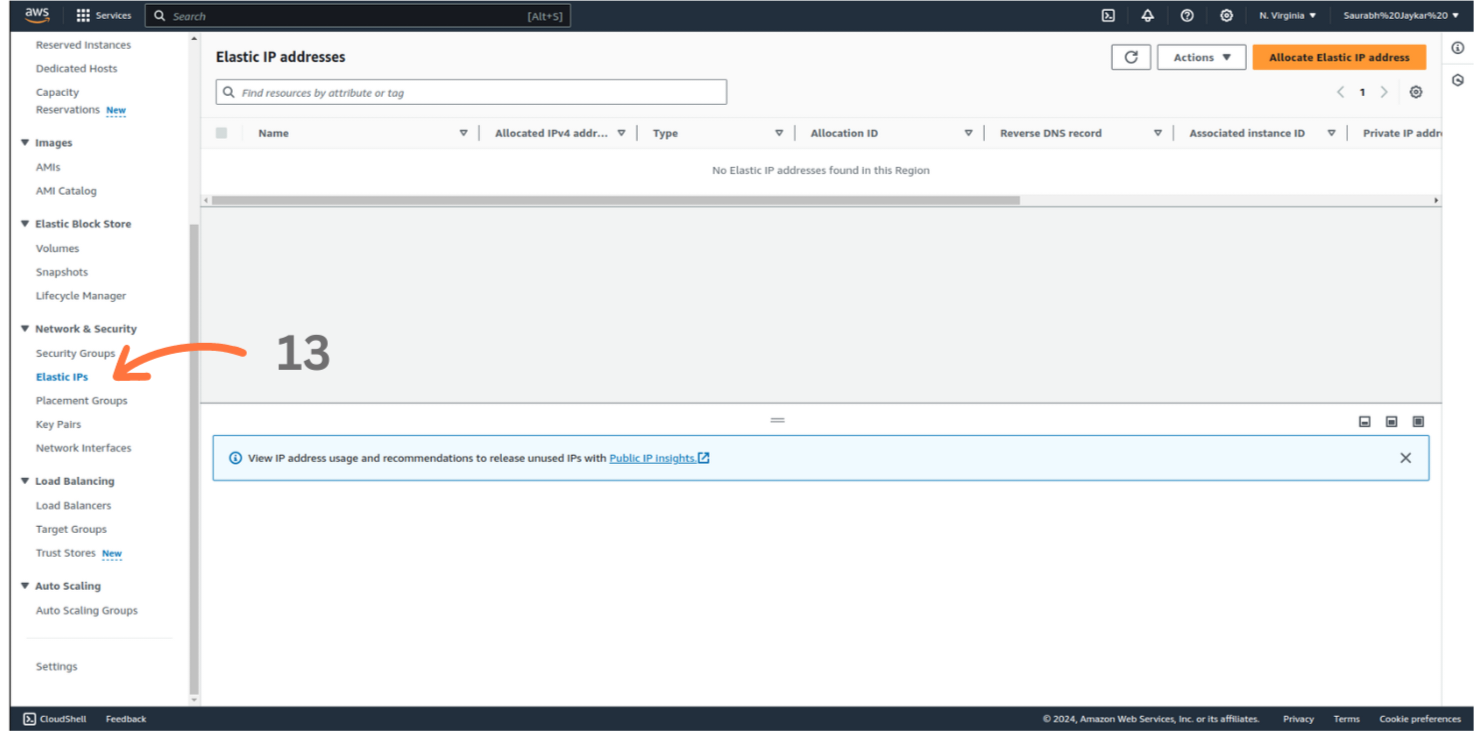 aws Services Search [Alt+S] N. Virginia Saurabh%20Jaykar%20
Reserved Instances
Dedicated Hosts
Capacity
Reservations New
Images
AMIs
AMI Catalog
Elastic Block Store
Volumes
Snapshots
Lifecycle Manager
Network & Security
Security Groups
Elastic IPs
Placement Groups
Key Pairs
Network Interfaces
Load Balancing
Load Balancers
Target Groups
Trust Stores New
Auto Scaling
Auto Scaling Groups
Settings
Elastic IP addresses Actions Allocate Elastic IP address
Find resources by attribute or tag 1
Name Allocated IPv4 addr... Type Allocation ID Reverse DNS record Associated instance ID Private IP addr
No Elastic IP addresses found in this Region
13
View IP address usage and recommendations to release unused IPs with Public IP insights.
CloudShell Feedback © 2024, Amazon Web Services, Inc. or its affiliates. Privacy Terms Cookie preferences